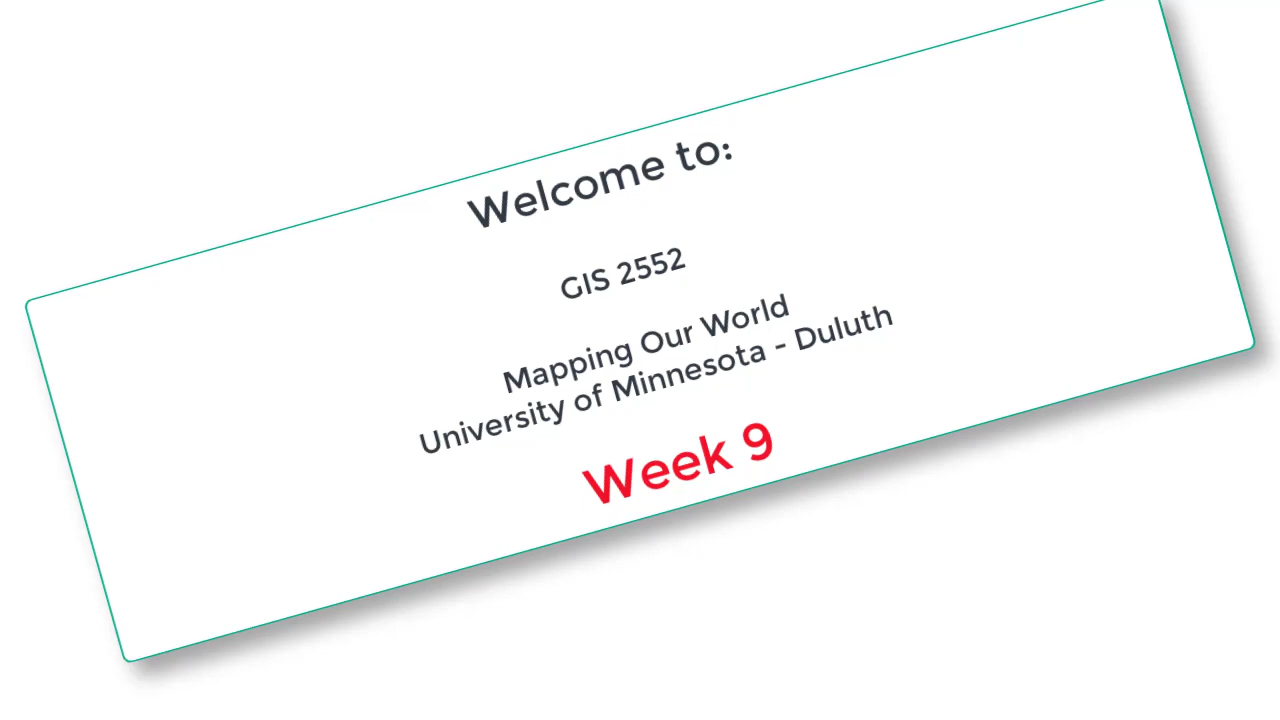 Welcome to:
GIS 2552
Mapping Our World
University of Minnesota - Duluth
Week 9